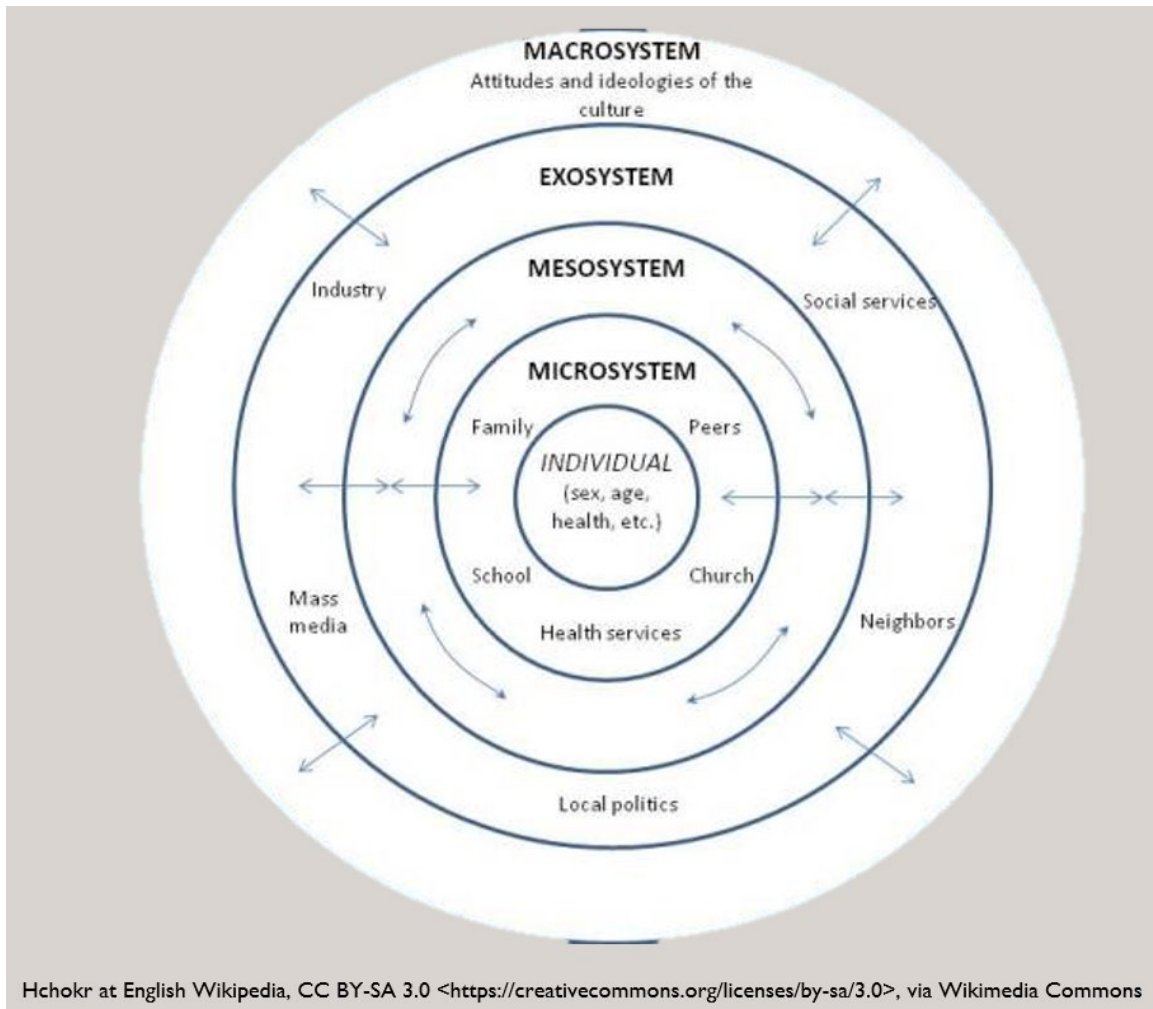 MACROSYSTEM
Attitudes and ideologies of the
culture
EXOSYSTEM
MESOSYSTEM
Industry
Social services
MICROSYSTEM
Family
Peers
INDIVIDUAL
(sex, age,
health, etc.)
School
Church
Mass
media
Neighbors
Health services
Local politics
Hchokr at English Wikipedia, CC BY-SA 3.0 <https://creativecommons.org/licenses/by-sa/3.0>, via Wikimedia Commons